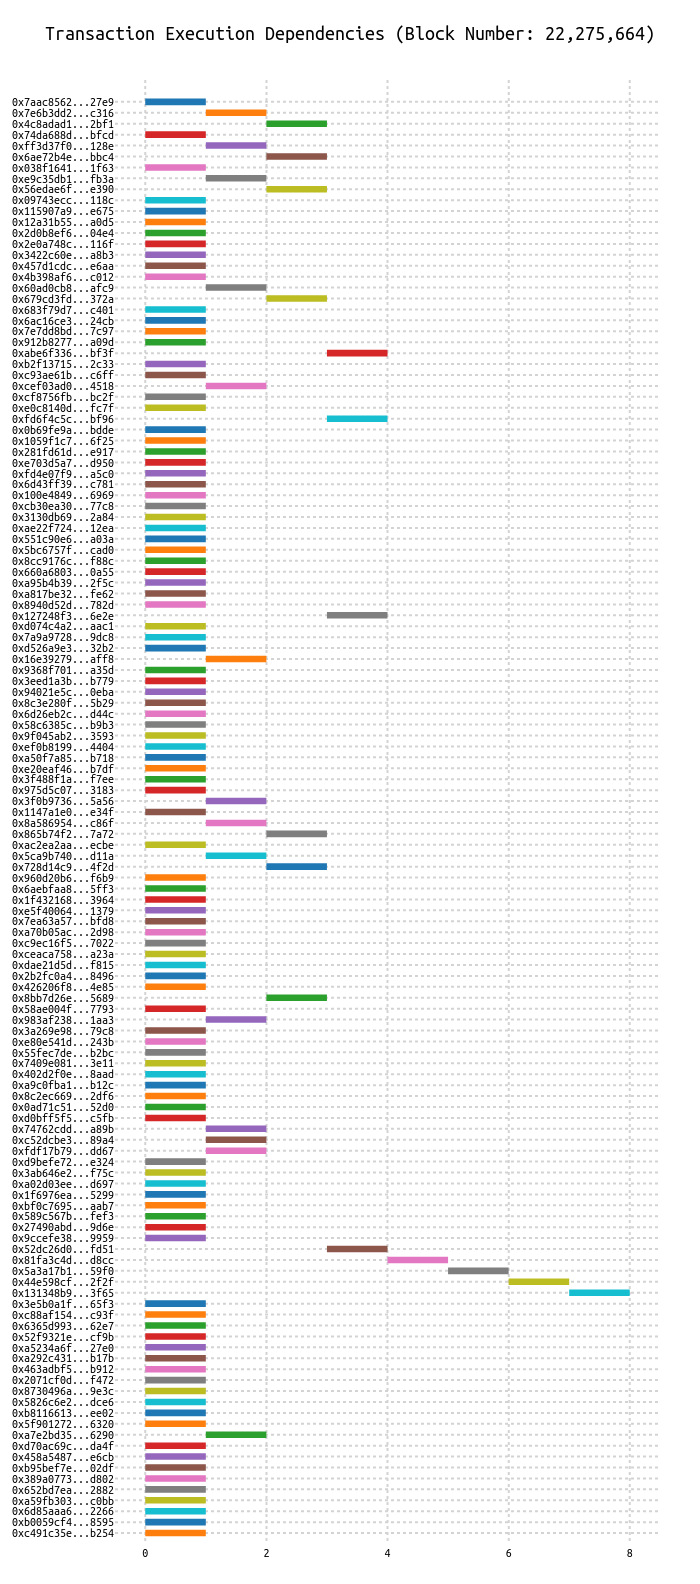 Transaction Execution Dependencies (Block Number: 22,275,664)
0x7aac8562...27e9
0x7e6b3dd2...c316
0x4c8adad1...2bf1
0x74da688d...bfcd
0xff3d37f0...128e
0x6ae72b4e...bbc4
0x038f1641...1f63
0xe9c35db1...fb3a
0x56edae6f...e390
0x09743ecc...118c
0x115907a9...e675
0x12a31b55...a0d5
0x2d0b8ef6...04e4
0x2e0a748c...116f
0x3422c60e...a8b3
0x457d1cdc...e6aa
0x4b398af6...c012
0x60ad0cb8...afc9
0x679cd3fd...372a
0x683f79d7...c401
0x6ac16ce3...24cb
0x7e7dd8bd...7c97
0x912b8277...a09d
0xabe6f336...bf3f
0xb2f13715...2c33
0xc93ae61b...c6ff
0xcef03ad0...4518
0xcf8756fb...bc2f
0xe0c8140d...fc7f
0xfd6f4c5c...bf96
0x0b69fe9a...bdde
0x1059f1c7...6f25
0x281fd61d...e917
0xe703d5a7...d950
0xfd4e07f9...a5c0
0x6d43ff39...c781
0x100e4849...6969
0xcb30ea30...77c8
0x3130db69...2a84
0xae22f724...12ea
0x551c90e6...a03a
0x5bc6757f...cad0
0x8cc9176c...f88c
0x660a6803...0a55
0xa95b4b39...2f5c
0xa817be32...fe62
0x8940d52d...782d
0x127248f3...6e2e
0xd074c4a2...aac1
0x7a9a9728...9dc8
0xd526a9e3...32b2
0x16e39279...aff8
0x9368f701...a35d
0x3eed1a3b...b779
0x94021e5c...0eba
0x8c3e280f...5b29
0x6d26eb2c...d44c
0x58c6385c...b9b3
0x9f045ab2...3593
0xef0b8199...4404
0xa50f7a85...b718
0xe20eaf46...b7df
0x3f488f1a...f7ee
0x975d5c07...3183
0x3f0b9736...5a56
0x1147a1e0...e34f
0x8a586954...c86f
0x865b74f2...7a72
0xac2ea2aa...ecbe
0x5ca9b740...d11a
0x728d14c9...4f2d
0x960d20b6...f6b9
0x6aebfaa8...5ff3
0x1f432168...3964
0xe5f40064...1379
0x7ea63a57...bfd8
0xa70b05ac...2d98
0xc9ec16f5...7022
0xceaca758...a23a
0xdae21d5d...f815
0x2b2fc0a4...8496
0x426206f8...4e85
0x8bb7d26e...5689
0x58ae004f...7793
0x983af238...1aa3
0x3a269e98...79c8
0xe80e541d...243b
0x55fec7de...b2bc
0x7409e081...3e11
0x402d2f0e...8aad
0xa9c0fba1...b12c
0x8c2ec669...2df6
0x0ad71c51...52d0
0xd0bff5f5...c5fb
0x74762cdd...a89b
0xc52dcbe3...89a4
0xfdf17b79...dd67
0xd9befe72...e324
0x3ab646e2...f75c
0xa02d03ee...d697
0x1f6976ea...5299
0xbf0c7695...aab7
0x589c567b...fef3
0x27490abd...9d6e
0x9ccefe38...9959
0x52dc26d0...fd51
0x81fa3c4d...d8cc
0x5a3a17b1...59f0
0x44e598cf...2f2f
0x131348b9...3f65
0x3e5b0a1f...65f3
0xc88af154...c93f
0x6365d993...62e7
0x52f9321e...cf9b
0xa5234a6f...27e0
0xa292c431...b17b
0x463adbf5...b912
0x2071cf0d...f472
0x8730496a...9e3c
0x5826c6e2...dce6
0xb8116613...ee02
0x5f901272...6320
0xa7e2bd35...6290
0xd70ac69c...da4f
0x458a5487...e6cb
0xb95bef7e...02df
0x389a0773...d802
0x652bd7ea...2882
0xa59fb303...c0bb
0x6d85aaa6...2266
0xb0059cf4...8595
0xc491c35e...b254
0 2 4 6 8